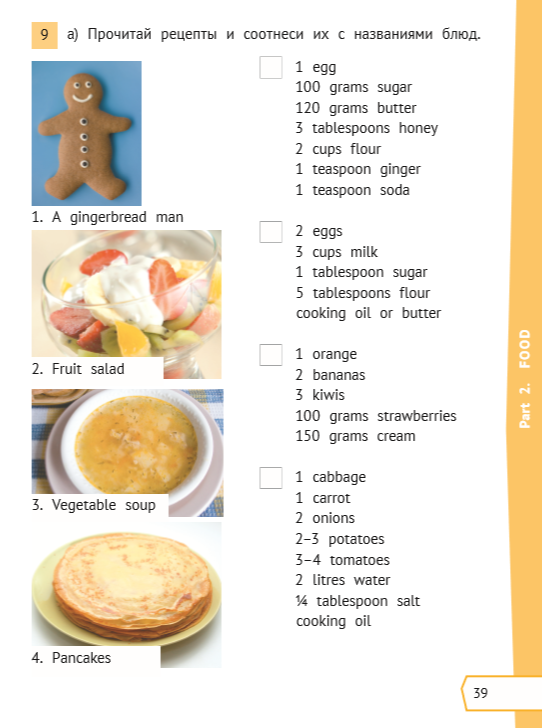 9 а) Прочитай рецепты и соотнеси их с названиями блюд.
1. A gingerbread man
2. Fruit salad
3. Vegetable soup
4. Pancakes
1 egg
100 grams sugar
120 grams butter
3 tablespoons honey
2 cups flour
1 teaspoon ginger
1 teaspoon soda
2 eggs
3 cups milk
1 tablespoon sugar
5 tablespoons flour
cooking oil or butter
1 orange
2 bananas
3 kiwis
100 grams strawberries
150 grams cream
1 cabbage
1 carrot
2 onions
2–3 potatoes
3–4 tomatoes
2 litres water
¼ tablespoon salt
cooking oil
Part 2. FOOD
39